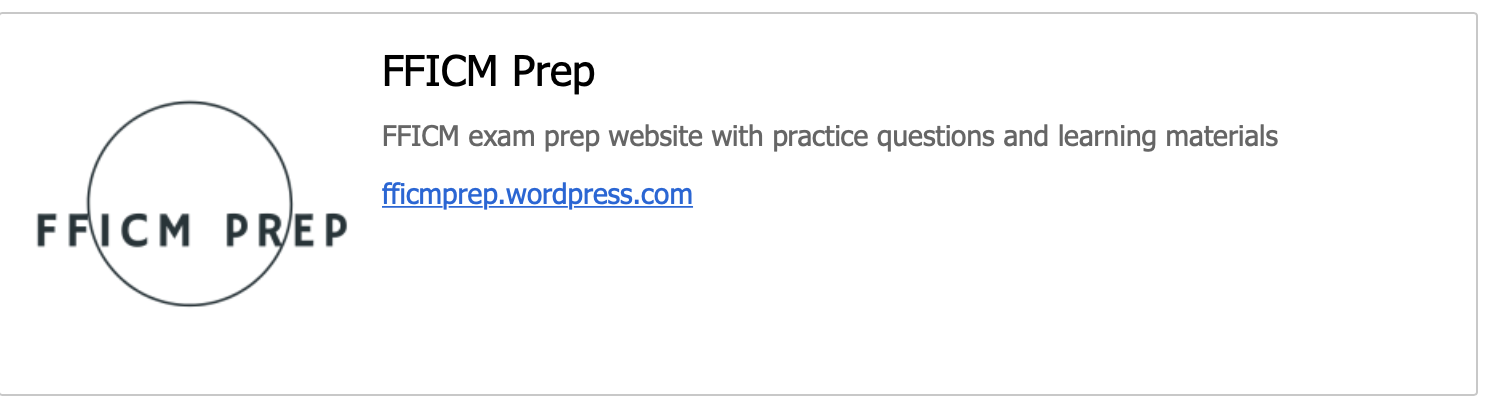 FFICM PREP
FFICM Prep
FFICM exam prep website with practice questions and learning materials
fficmprep.wordpress.com